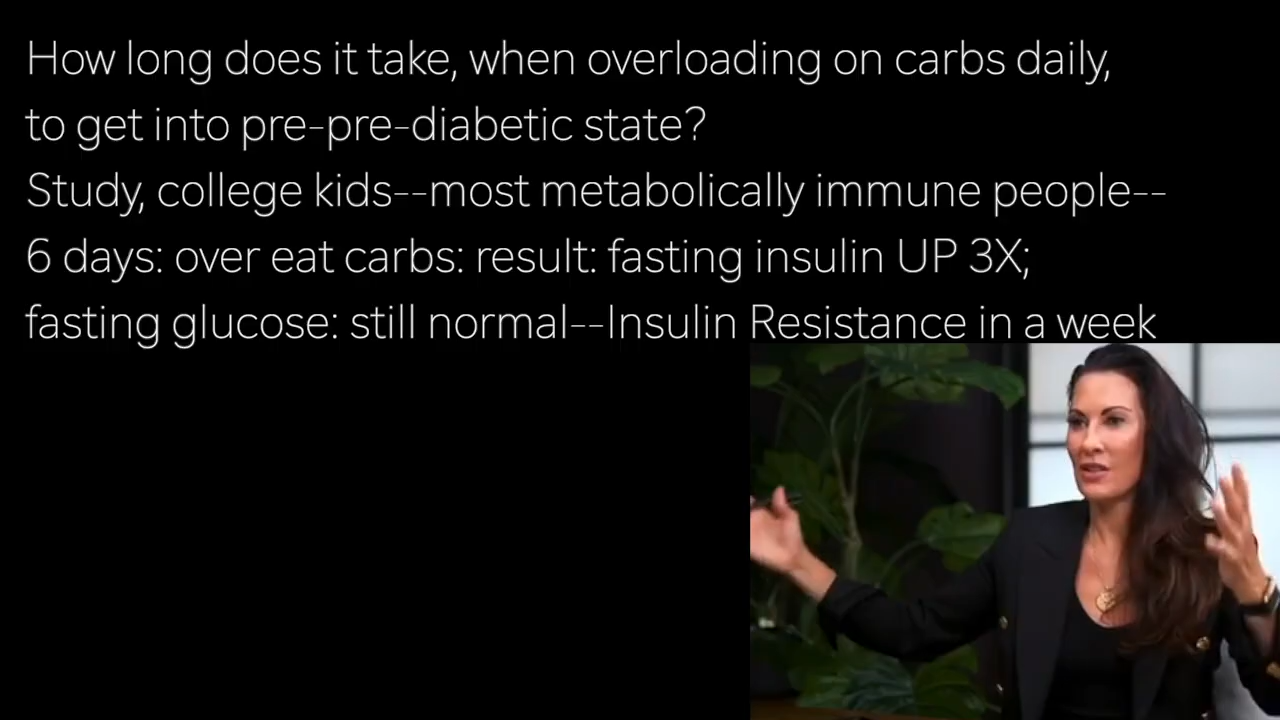 How long does it take, when overloading on carbs daily,
to get into pre-pre-diabetic state?
Study, college kids--most metabolically immune people--
6 days: over eat carbs: result: fasting insulin UP 3X;
fasting glucose: still normal--Insulin Resistance in a week